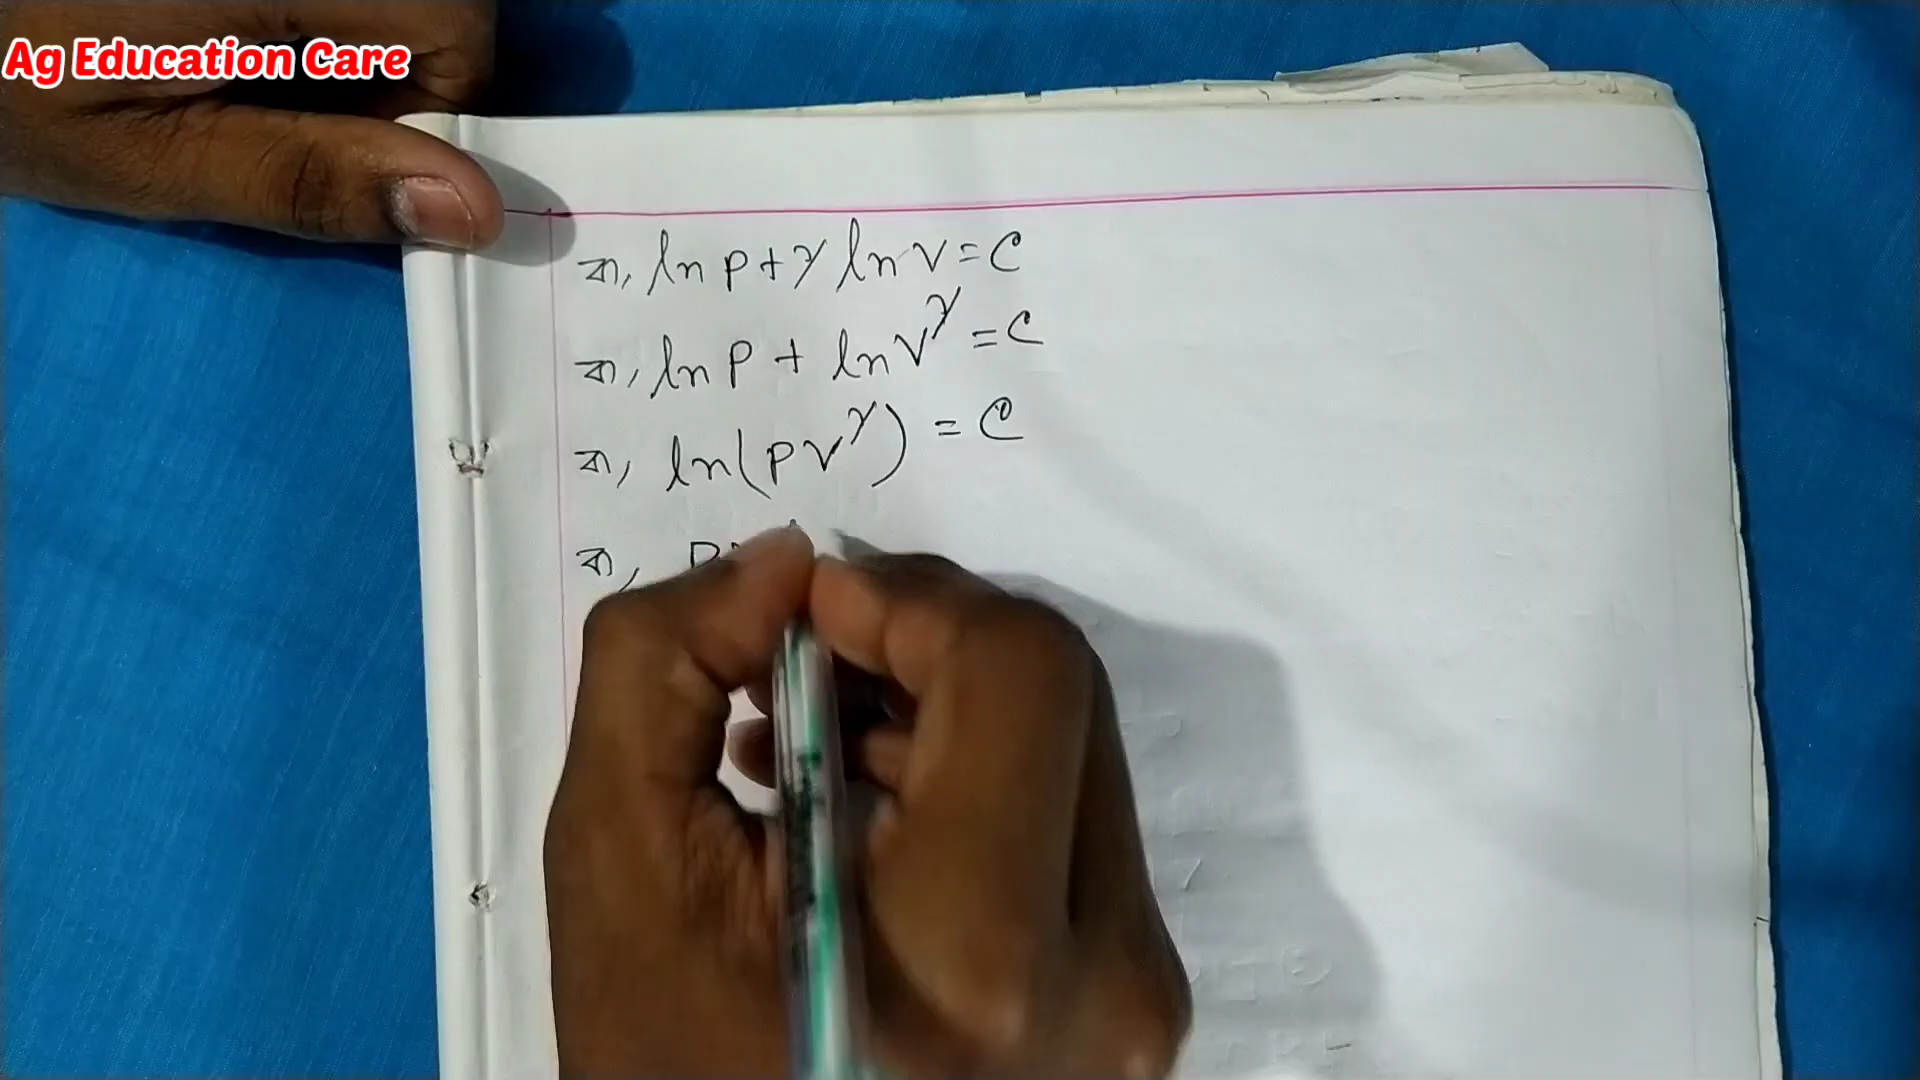 Ag Education Care
বা, ln P + γ ln V = C
বা, ln P + ln V^γ = C
বা, ln(PV^γ) = C
বা, P